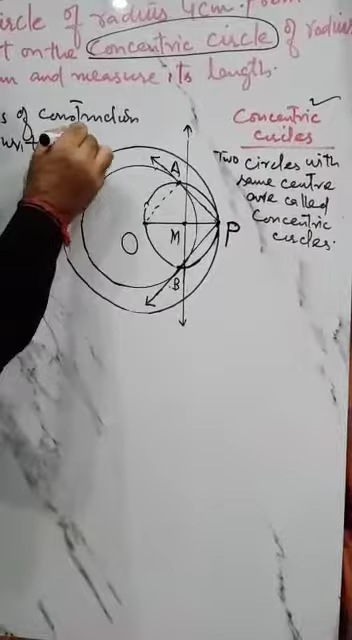 ircle of radius 4cm. from
t on the Concentric circle of radius
m and measure its length.
s of construction
Concentric
circles
Two circles with
same centre
are called
Concentric
circles.
A
M
P
O
B